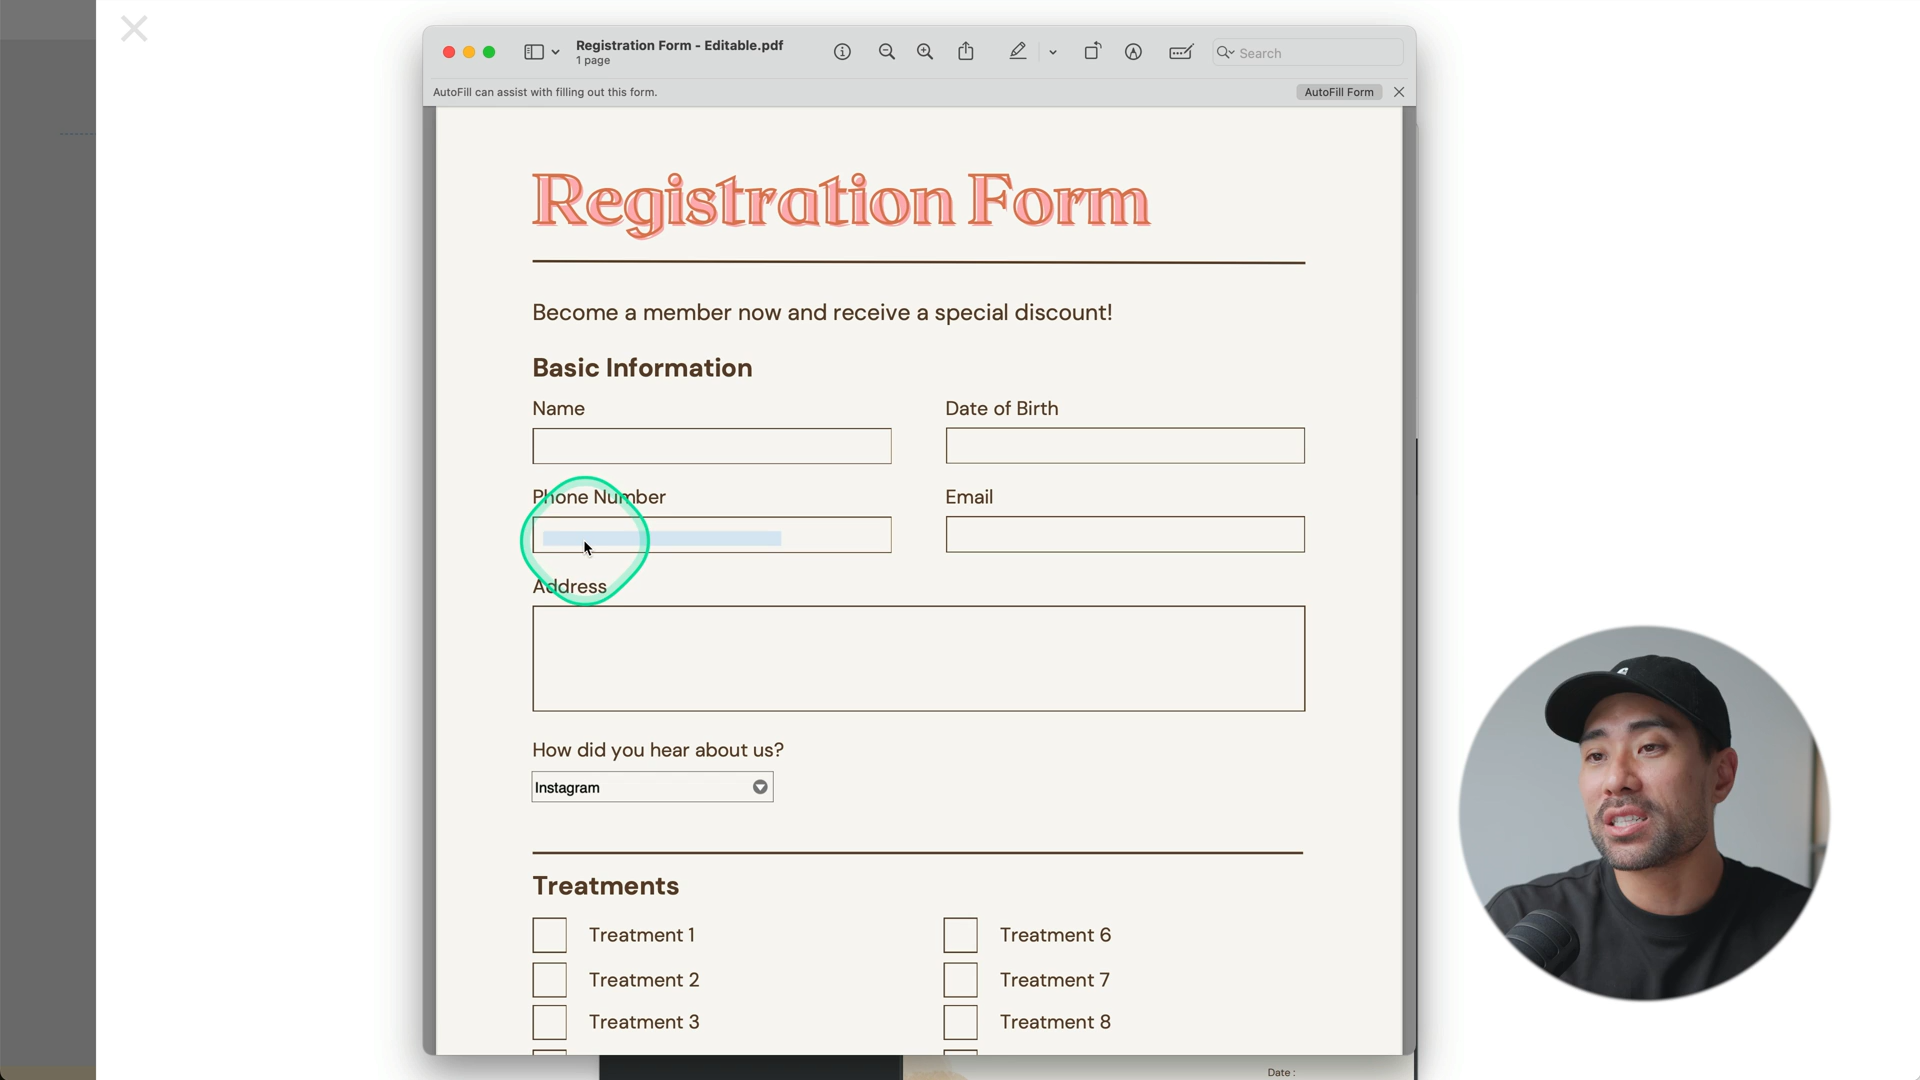 Registration Form - Editable.pdf
1 page
Search
AutoFill can assist with filling out this form.
AutoFill Form
Registration Form
Become a member now and receive a special discount!
Basic Information
Name
Date of Birth
Phone Number
Email
Address
How did you hear about us?
Instagram
Treatments
Treatment 1
Treatment 6
Treatment 2
Treatment 7
Treatment 3
Treatment 8
Date :